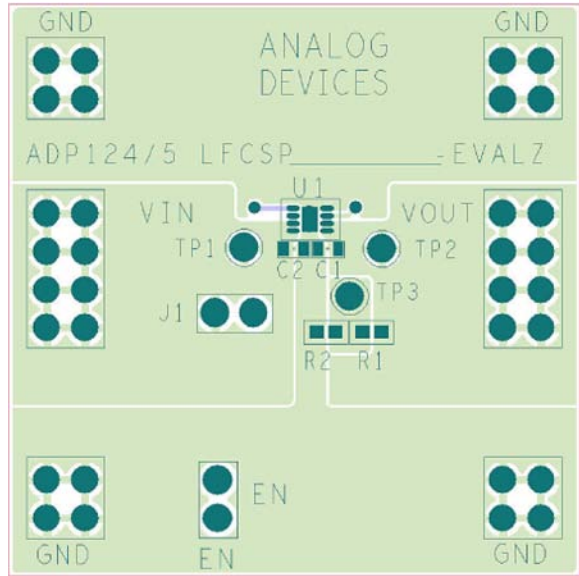 GND
GND
ANALOG
DEVICES
ADP124/5 LFCSP__________-EVALZ
U1
VIN
VOUT
TP1
TP2
C2 C1
TP3
J1
R2 R1
EN
GND
EN
GND